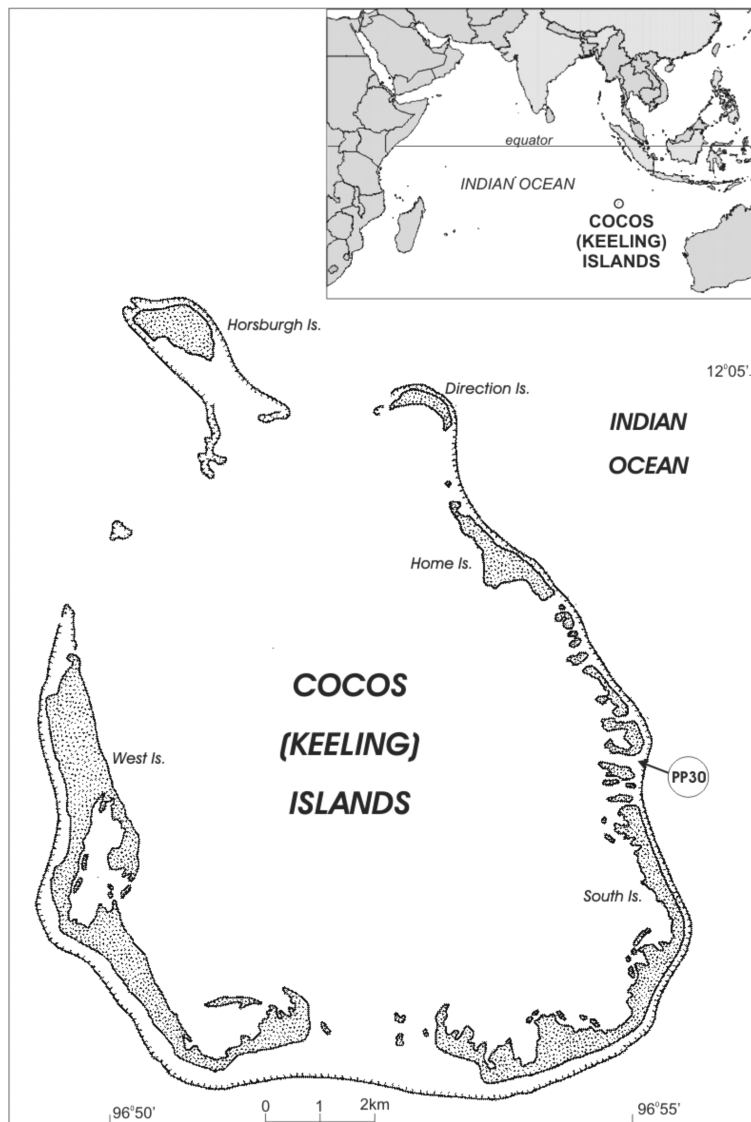 equator
INDIAN OCEAN
COCOS
(KEELING)
ISLANDS
Horsburgh Is.
12°05'
Direction Is.
INDIAN
OCEAN
Home Is.
COCOS
(KEELING)
ISLANDS
West Is.
PP30
South Is.
96°50'
0 1 2km
96°55'